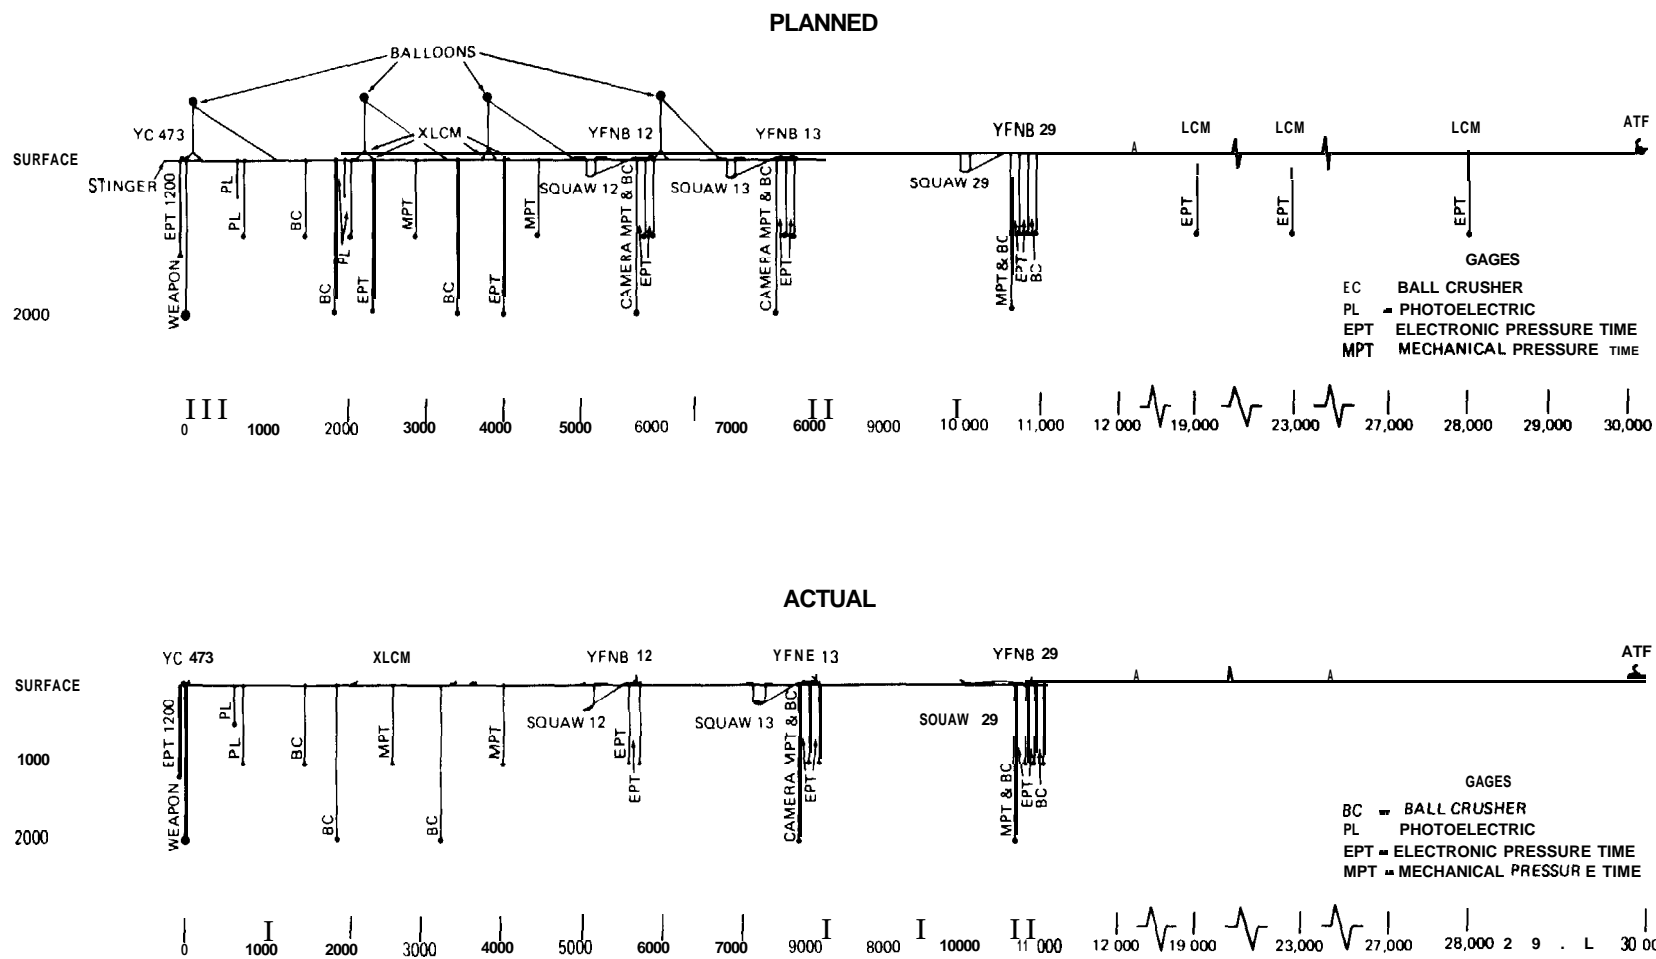 PLANNED
BALLOONS
YC 473
XLCM
YFNB 12
YFNB 13
YFNB 29
LCM
LCM
LCM
ATF
SURFACE
STINGER
SQUAW 12
SQUAW 13
SQUAW 29
EPT 1200
WEAPON
PL
PL
BC
PL
BC
EPT
MPT
BC
EPT
MPT
CAMERA MPT & BC
EPT
CAMERA MPT & BC
EPT
MPT & BC
EPT
BC
EPT
EPT
EPT
2000
GAGES
EC BALL CRUSHER
PL = PHOTOELECTRIC
EPT ELECTRONIC PRESSURE TIME
MPT MECHANICAL PRESSURE TIME
0 1000 2000 3000 4000 5000 6000 7000 6000 9000 10 000 11,000 12 000 19,000 23,000 27,000 28,000 29,000 30,000
ACTUAL
YC 473
XLCM
YFNB 12
YFNE 13
YFNB 29
ATF
SURFACE
SQUAW 12
SQUAW 13
SOUAW 29
EPT 1200
WEAPON
PL
PL
BC
BC
MPT
BC
MPT
EPT
EPT
CAMERA MPT & BC
EPT
MPT & BC
EPT
BC
1000
2000
GAGES
BC = BALL CRUSHER
PL PHOTOELECTRIC
EPT = ELECTRONIC PRESSURE TIME
MPT = MECHANICAL PRESSUR E TIME
0 1000 2000 3000 4000 5000 6000 7000 9000 8000 10000 11 000 12 000 19 000 23,000 27,000 28,000 2 9 . L 30 00